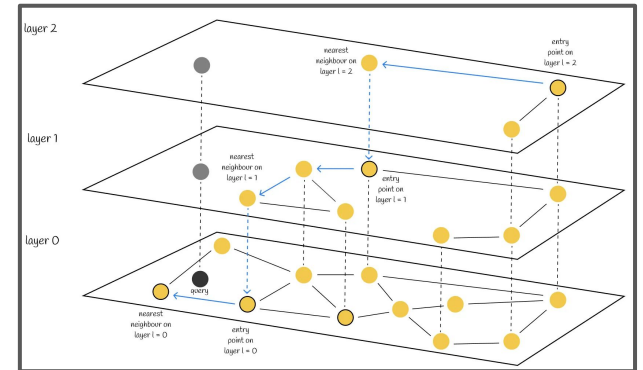 layer 2
entry
point on
layer l = 2
nearest
neighbour on
layer l = 2
layer 1
nearest
neighbour on
layer l = 1
entry
point on
layer l = 1
layer 0
query
nearest
neighbour on
layer l = 0
entry
point on
layer l = 0